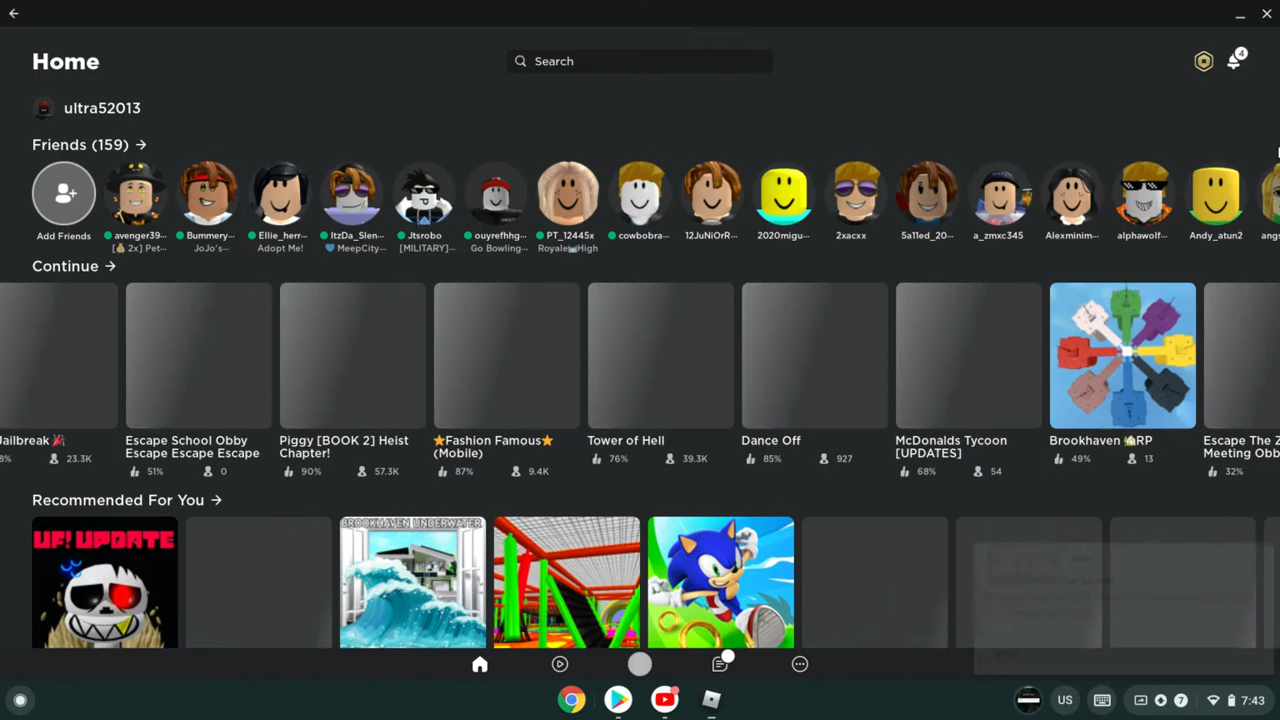 Home
Search
4
ultra52013
Friends (159) →
Add Friends
avenger39...
[💰 2x] Pet...
Bummery-...
JoJo's...
Ellie_herr...
Adopt Me!
ItzDa_Slen...
💙 MeepCity...
Jtsrobo
[MILITARY]...
ouyrefhhg...
Go Bowling...
PT_12445x
cowbobra...
12JuNiOrR...
2020migu...
2xacxx
5a11ed_20...
a_zmxc345
Alexminim...
alphawolf...
Andy_atun2
Continue →
Jailbreak 🎉
23.3K
Escape School Obby
Escape Escape Escape
51% 0
Piggy [BOOK 2] Heist
Chapter!
90% 57.3K
⭐Fashion Famous⭐
(Mobile)
87% 9.4K
Tower of Hell
76% 39.3K
Dance Off
85% 927
McDonalds Tycoon
[UPDATES]
68% 54
Brookhaven 🏡RP
49% 13
Escape The
Meeting Obb
32%
Recommended For You →
UF! UPDATE
BROOKHAVEN UNDERWATER
US
7
7:43